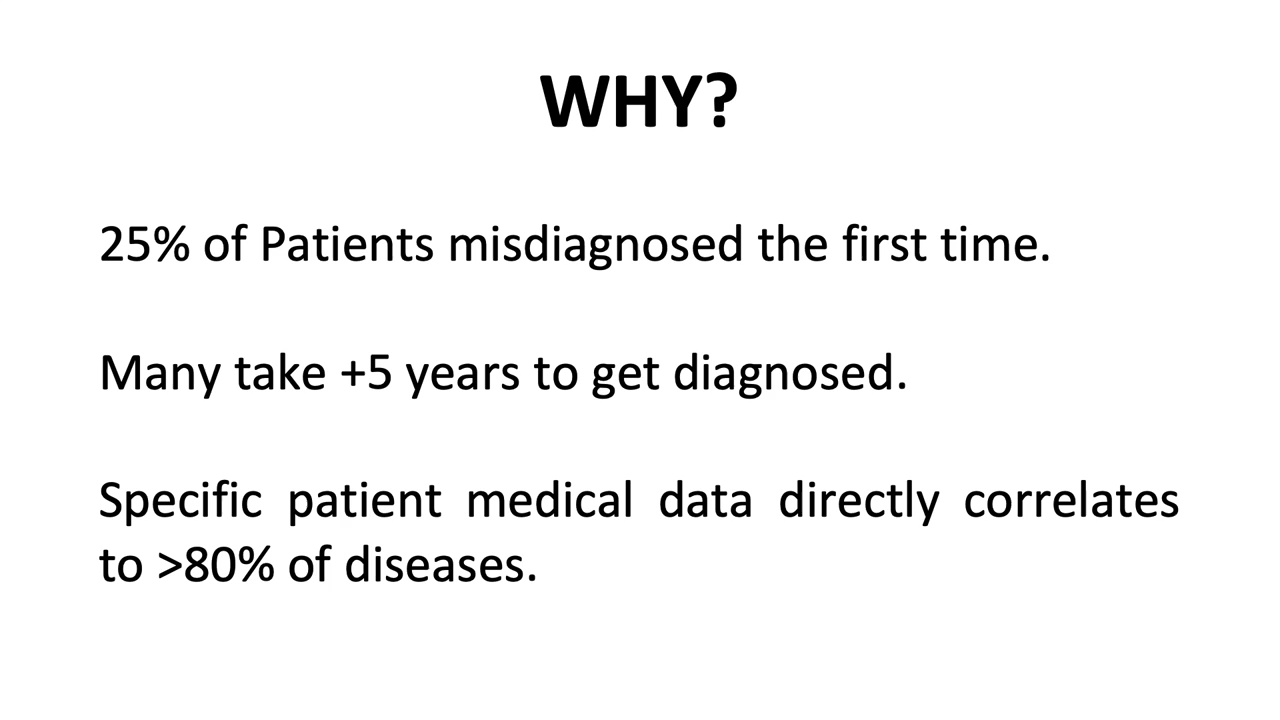 WHY?
25% of Patients misdiagnosed the first time.
Many take +5 years to get diagnosed.
Specific patient medical data directly correlates
to >80% of diseases.